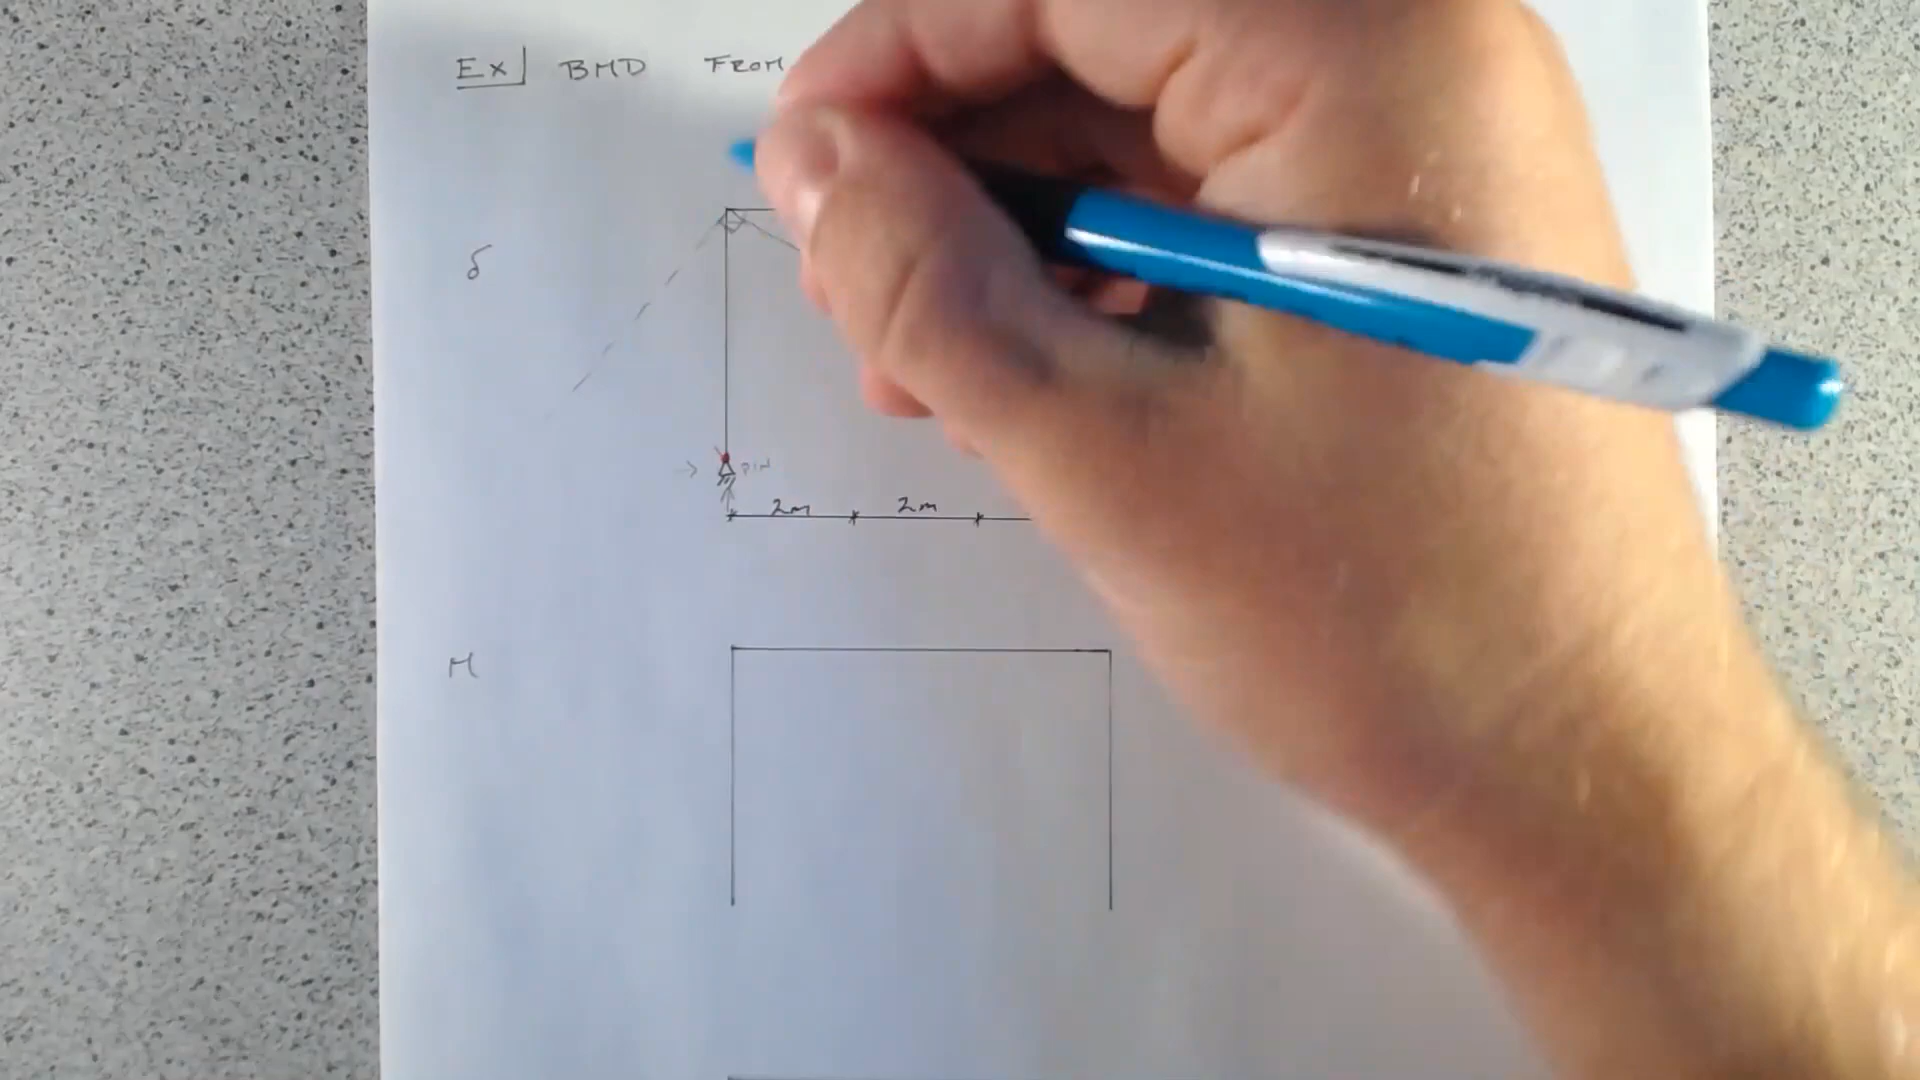 Ex BMD FROM
δ
PIN
2m 2m
M